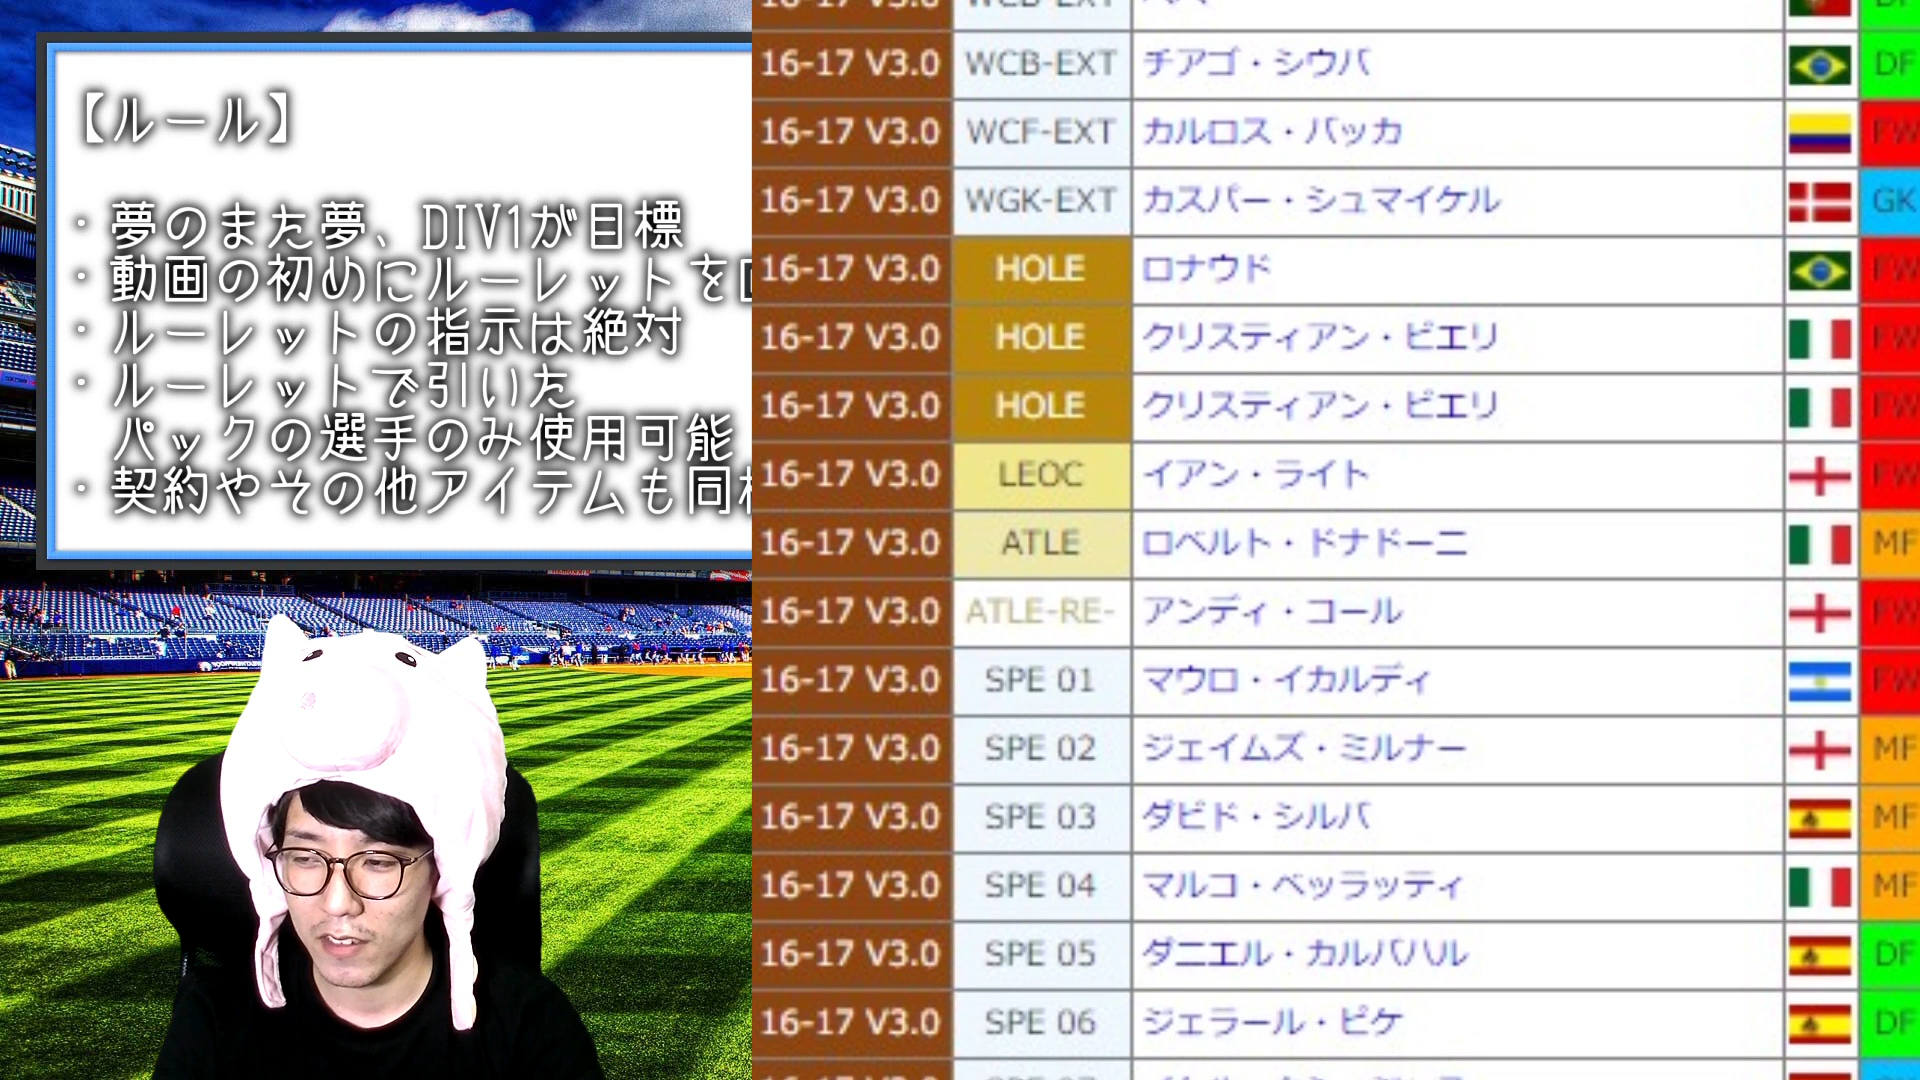 【ルール】
・夢のまた夢、DIV1が目標
・動画の初めにルーレットを
・ルーレットの指示は絶対
・ルーレットで引いた
パックの選手のみ使用可能
・契約やその他アイテムも同
16-17 V3.0 WCB-EXT DF
16-17 V3.0 WCB-EXT チアゴ・シウバ DF
16-17 V3.0 WCF-EXT カルロス・バッカ FW
16-17 V3.0 WGK-EXT カスパー・シュマイケル GK
16-17 V3.0 HOLE ロナウド FW
16-17 V3.0 HOLE クリスティアン・ビエリ FW
16-17 V3.0 HOLE クリスティアン・ビエリ FW
16-17 V3.0 LEOC イアン・ライト FW
16-17 V3.0 ATLE ロベルト・ドナドーニ MF
16-17 V3.0 ATLE-RE- アンディ・コール FW
16-17 V3.0 SPE 01 マウロ・イカルディ FW
16-17 V3.0 SPE 02 ジェイムズ・ミルナー MF
16-17 V3.0 SPE 03 ダビド・シルバ MF
16-17 V3.0 SPE 04 マルコ・ベッラッティ MF
16-17 V3.0 SPE 05 ダニエル・カルバハル DF
16-17 V3.0 SPE 06 ジェラール・ピケ DF